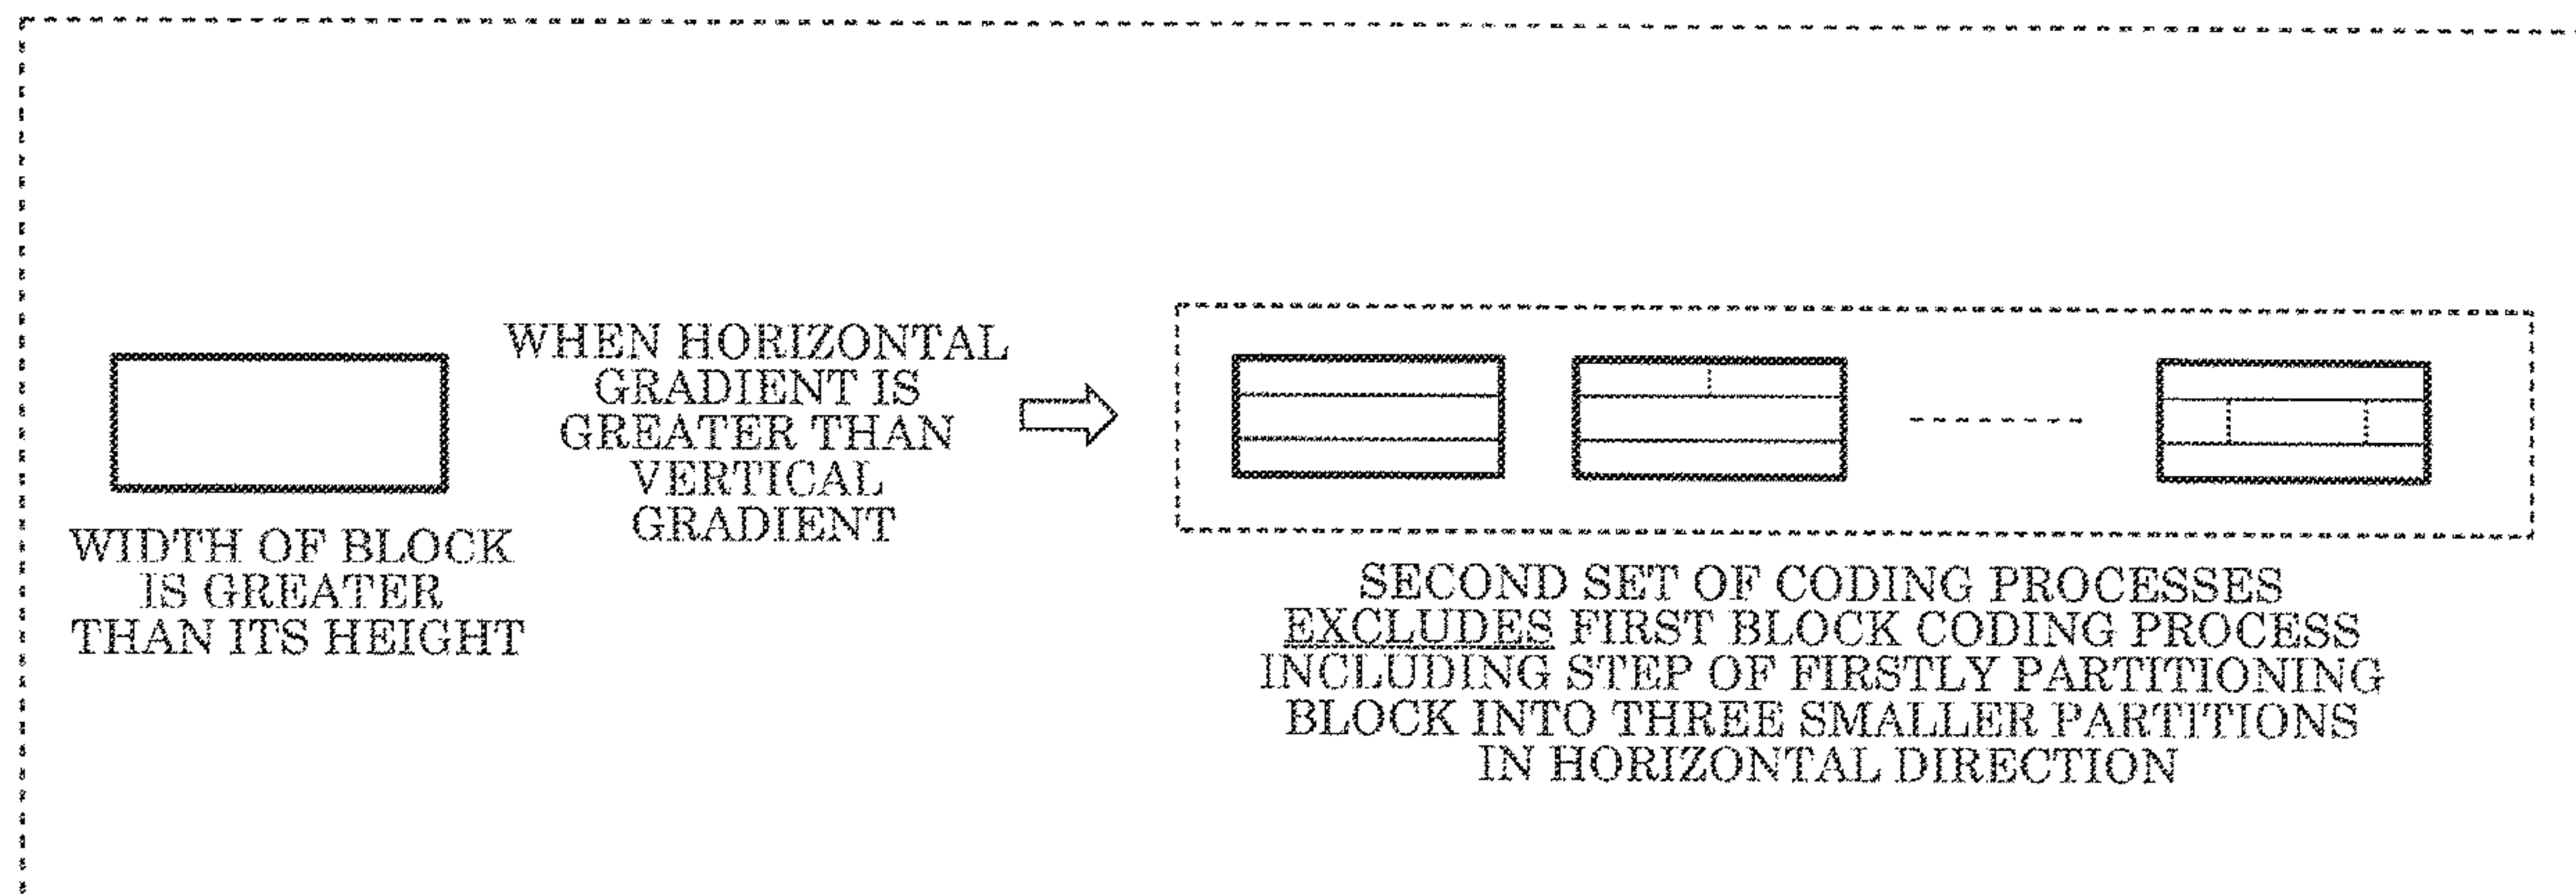 WHEN HORIZONTAL
GRADIENT IS
GREATER THAN
VERTICAL
GRADIENT
WIDTH OF BLOCK
IS GREATER
THAN ITS HEIGHT
SECOND SET OF CODING PROCESSES
EXCLUDES FIRST BLOCK CODING PROCESS
INCLUDING STEP OF FIRSTLY PARTITIONING
BLOCK INTO THREE SMALLER PARTITIONS
IN HORIZONTAL DIRECTION